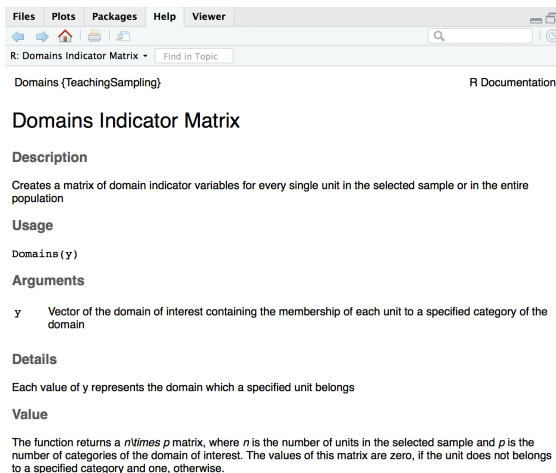 Files Plots Packages Help Viewer
R: Domains Indicator Matrix Find in Topic
Domains {TeachingSampling} R Documentation
Domains Indicator Matrix
Description
Creates a matrix of domain indicator variables for every single unit in the selected sample or in the entire
population
Usage
Domains(y)
Arguments
y Vector of the domain of interest containing the membership of each unit to a specified category of the
domain
Details
Each value of y represents the domain which a specified unit belongs
Value
The function returns a n\times p matrix, where n is the number of units in the selected sample and p is the
number of categories of the domain of interest. The values of this matrix are zero, if the unit does not belongs
to a specified category and one, otherwise.